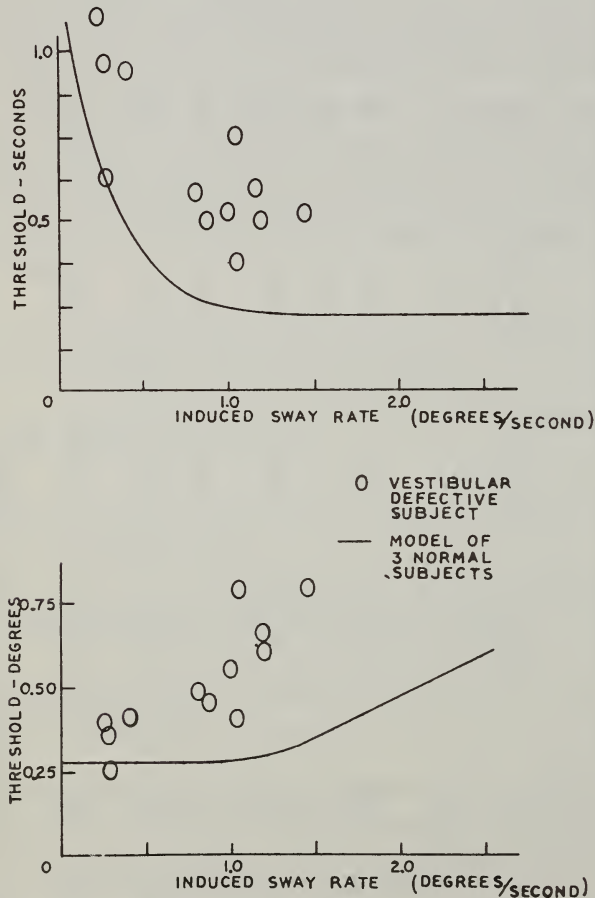 THRESHOLD - SECONDS
1.0
0.5
0
1.0
2.0
INDUCED SWAY RATE (DEGREES/SECOND)
VESTIBULAR
DEFECTIVE
SUBJECT
MODEL OF
3 NORMAL
SUBJECTS
THRESHOLD - DEGREES
0.75
0.50
0.25
0
1.0
2.0
INDUCED SWAY RATE (DEGREES/SECOND)